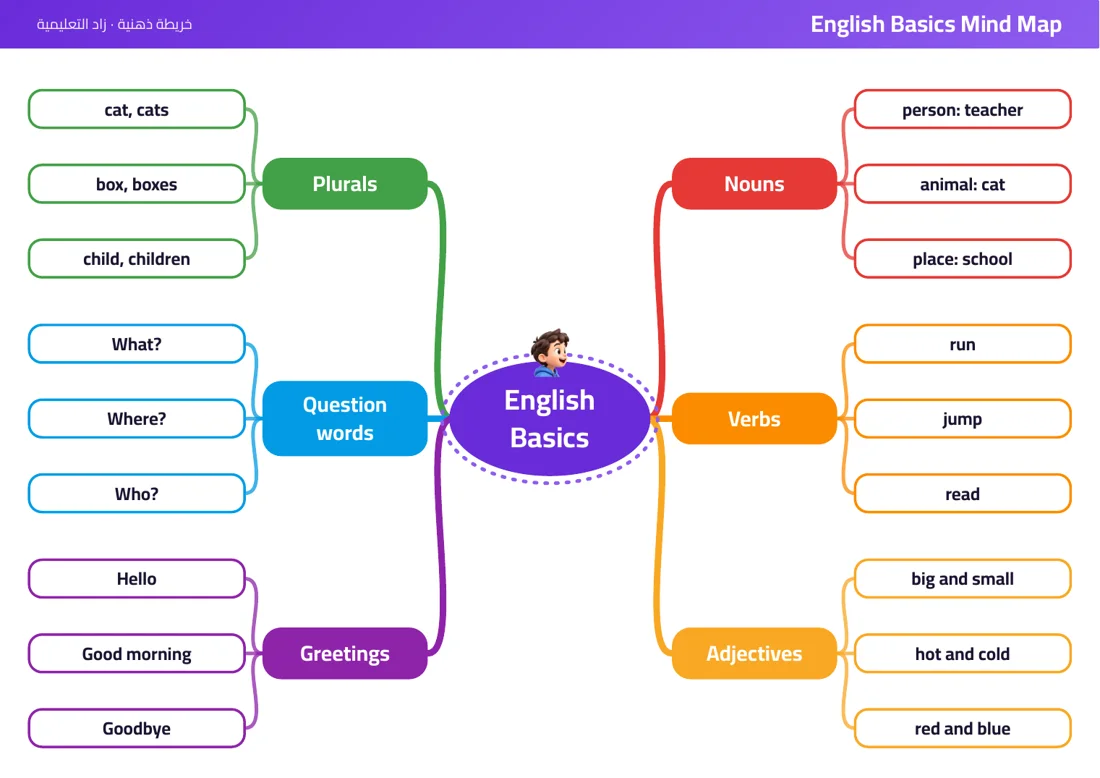 خريطة ذهنية · زاد التعليمية
English Basics Mind Map
cat, cats
box, boxes
child, children
Plurals
What?
Where?
Who?
Question
words
Hello
Good morning
Goodbye
Greetings
English
Basics
Nouns
person: teacher
animal: cat
place: school
Verbs
run
jump
read
Adjectives
big and small
hot and cold
red and blue